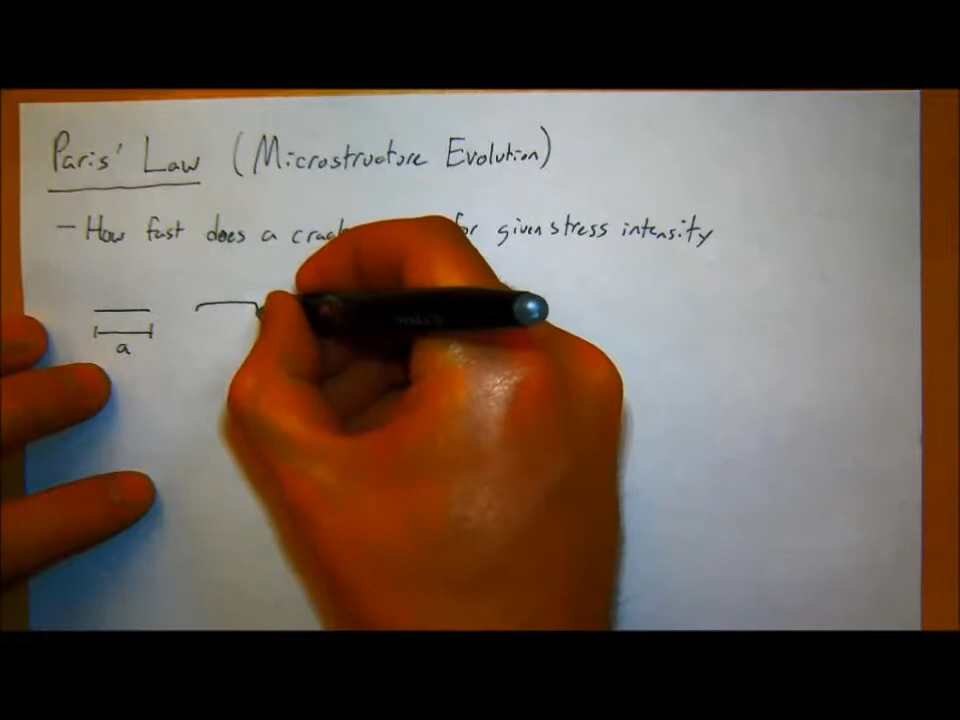 Paris' Law (Microstructure Evolution)
- How fast does a crack for given stress intensity
a